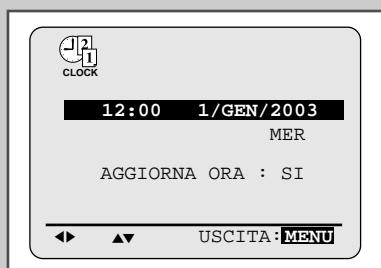 CLOCK
12:00 1/GEN/2003
MER
AGGIORNA ORA : SI
◄► ▲▼ USCITA:MENU